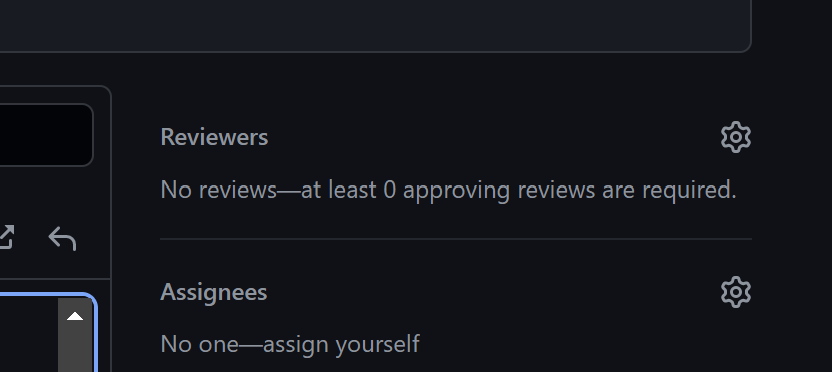 Reviewers
No reviews—at least 0 approving reviews are required.
Assignees
No one—assign yourself